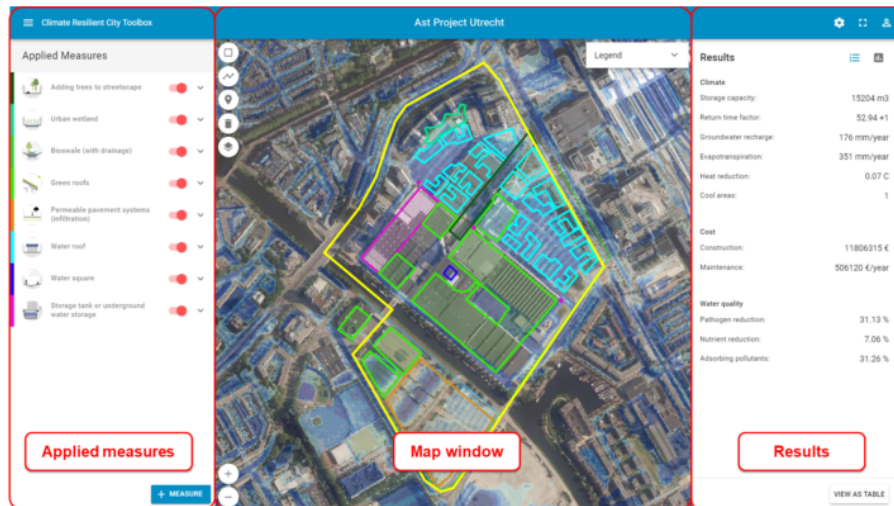 Climate Resilient City Toolbox
Ast Project Utrecht
Applied Measures
Adding trees to streetscape
Urban wetland
Bioswale (with drainage)
Green roofs
Permeable pavement systems
(infiltration)
Water roof
Water square
Storage tank or underground
water storage
Applied measures
+ MEASURE
Legend
Map window
+
−
Results
Climate
Storage capacity: 15204 m3
Return time factor: 52.94 *1
Groundwater recharge: 176 mm/year
Evapotranspiration: 351 mm/year
Heat reduction: 0.07 C
Cool areas: 1
Cost
Construction: 11806315 €
Maintenance: 506120 €/year
Water quality
Pathogen reduction: 31.13 %
Nutrient reduction: 7.06 %
Adsorbing pollutants: 31.26 %
Results
VIEW AS TABLE